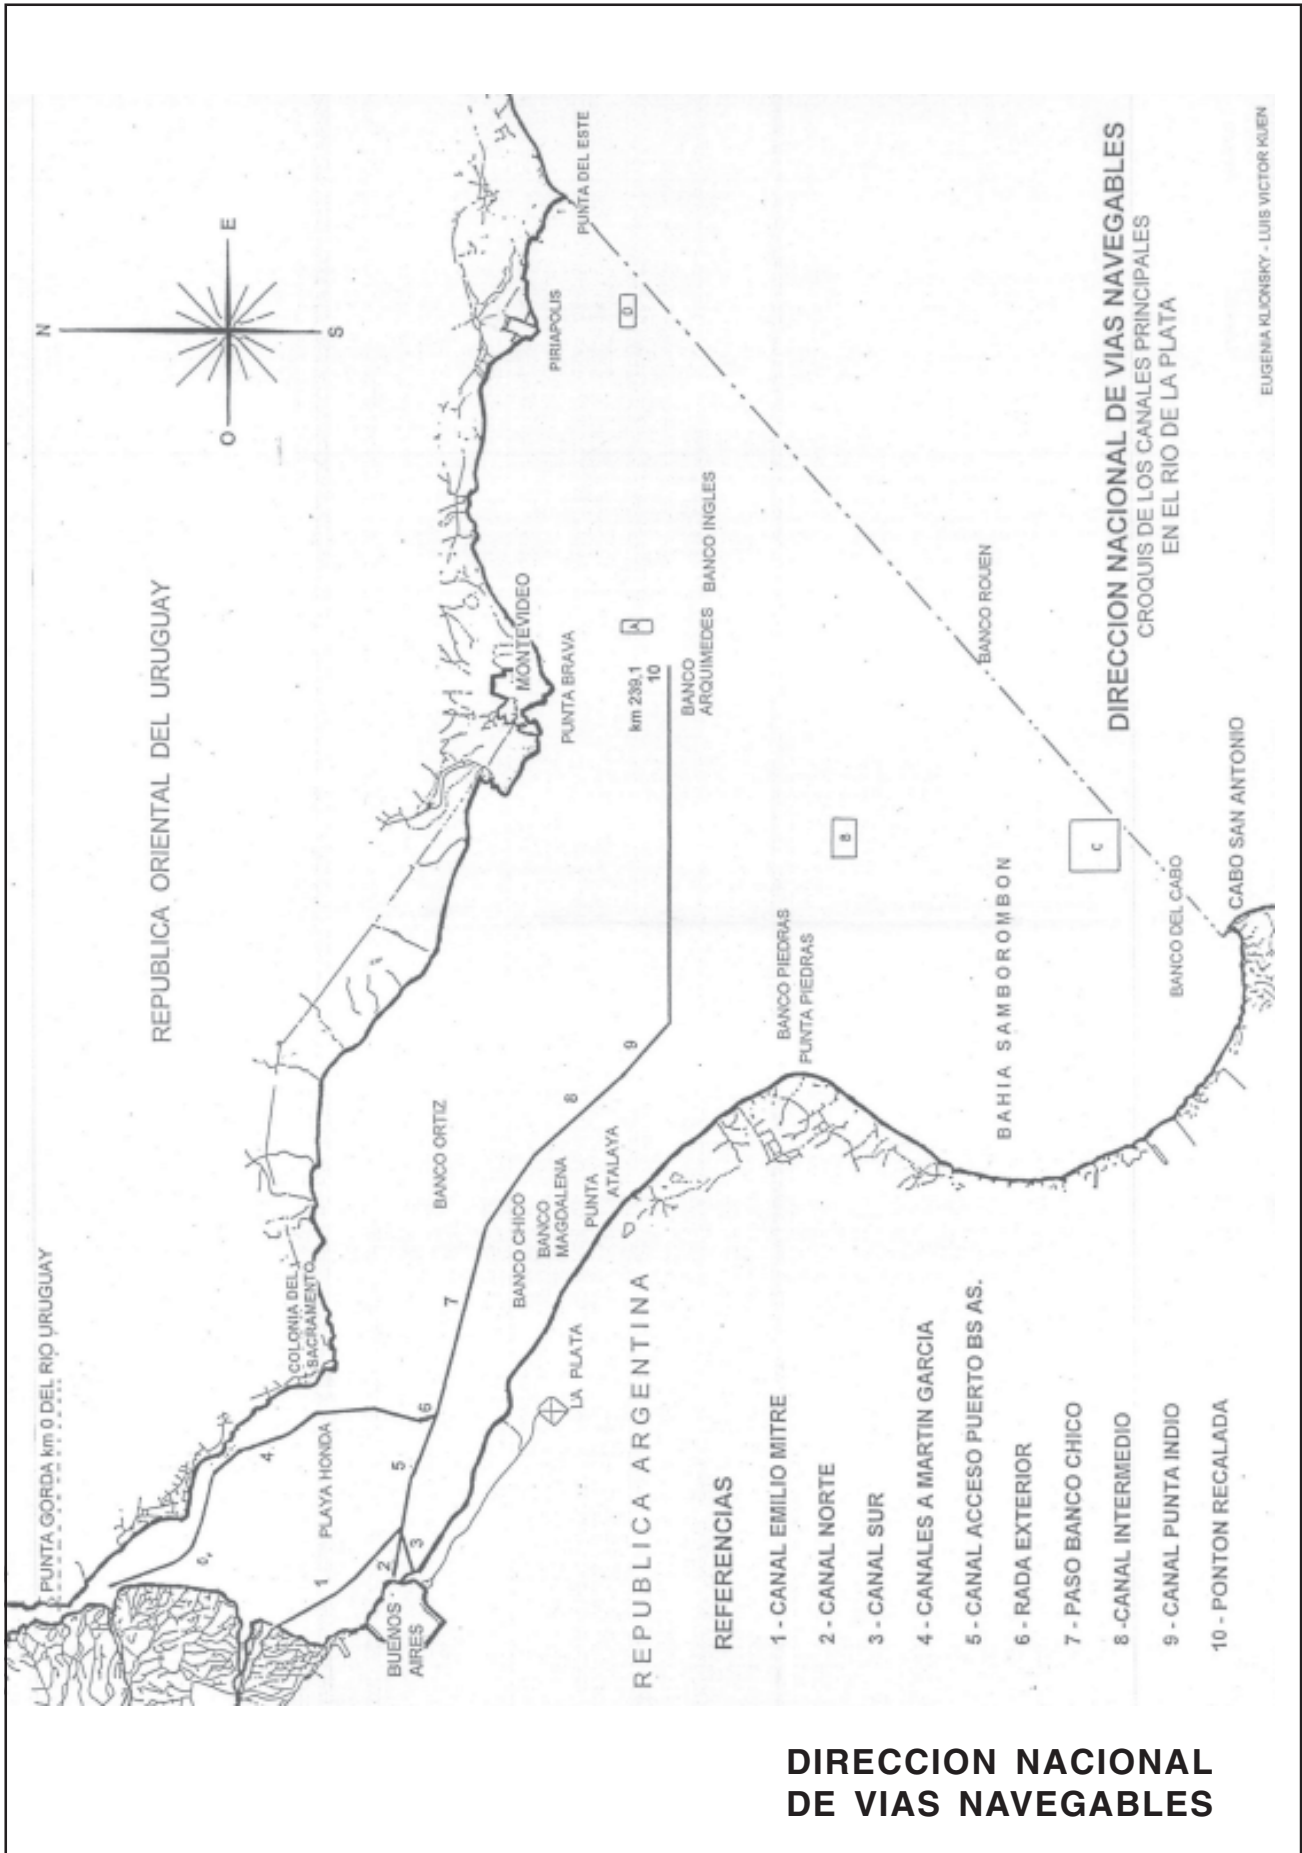 N
O
E
S
REPUBLICA ORIENTAL DEL URUGUAY
PUNTA GORDA km 0 DEL RIO URUGUAY
COLONIA DEL
SACRAMENTO
PLAYA HONDA
1
2
3
4
5
6
7
8
9
BUENOS
AIRES
LA PLATA
BANCO ORTIZ
BANCO CHICO
BANCO
MAGDALENA
PUNTA
ATALAYA
MONTEVIDEO
PUNTA BRAVA
PIRIAPOLIS
PUNTA DEL ESTE
km 239,1
10
A
D
BANCO
ARQUIMEDES
BANCO INGLES
BANCO PIEDRAS
PUNTA PIEDRAS
B
BANCO ROUEN
BAHIA SAMBOROMBON
C
BANCO DEL CABO
CABO SAN ANTONIO
REPUBLICA ARGENTINA
REFERENCIAS
1 - CANAL EMILIO MITRE
2 - CANAL NORTE
3 - CANAL SUR
4 - CANALES A MARTIN GARCIA
5 - CANAL ACCESO PUERTO BS AS.
6 - RADA EXTERIOR
7 - PASO BANCO CHICO
8 -CANAL INTERMEDIO
9 - CANAL PUNTA INDIO
10 - PONTON RECALADA
DIRECCION NACIONAL DE VIAS NAVEGABLES
CROQUIS DE LOS CANALES PRINCIPALES
EN EL RIO DE LA PLATA
EUGENIA KLIONSKY - LUIS VICTOR KUEN
DIRECCION NACIONAL
DE VIAS NAVEGABLES